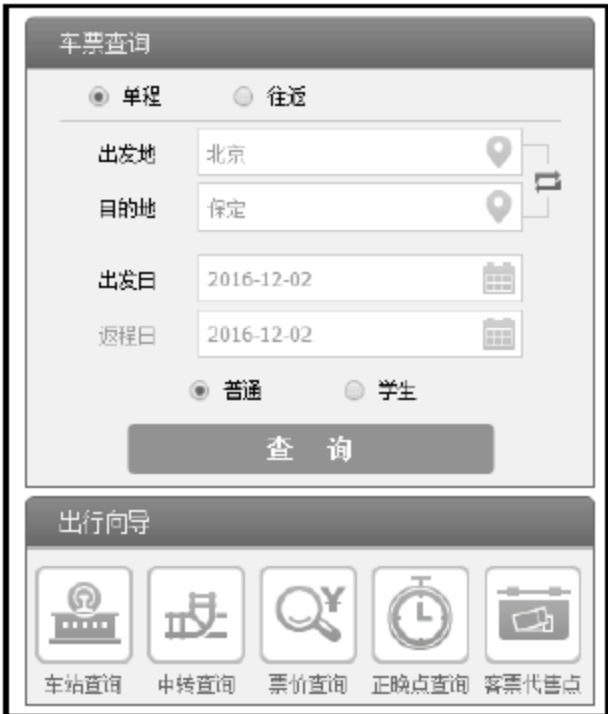 车票查询
单程 往返
出发地 北京
目的地 保定
出发日 2016-12-02
返程日 2016-12-02
普通 学生
查 询
出行向导
¥
车站查询 中转查询 票价查询 正晚点查询 客票代售点